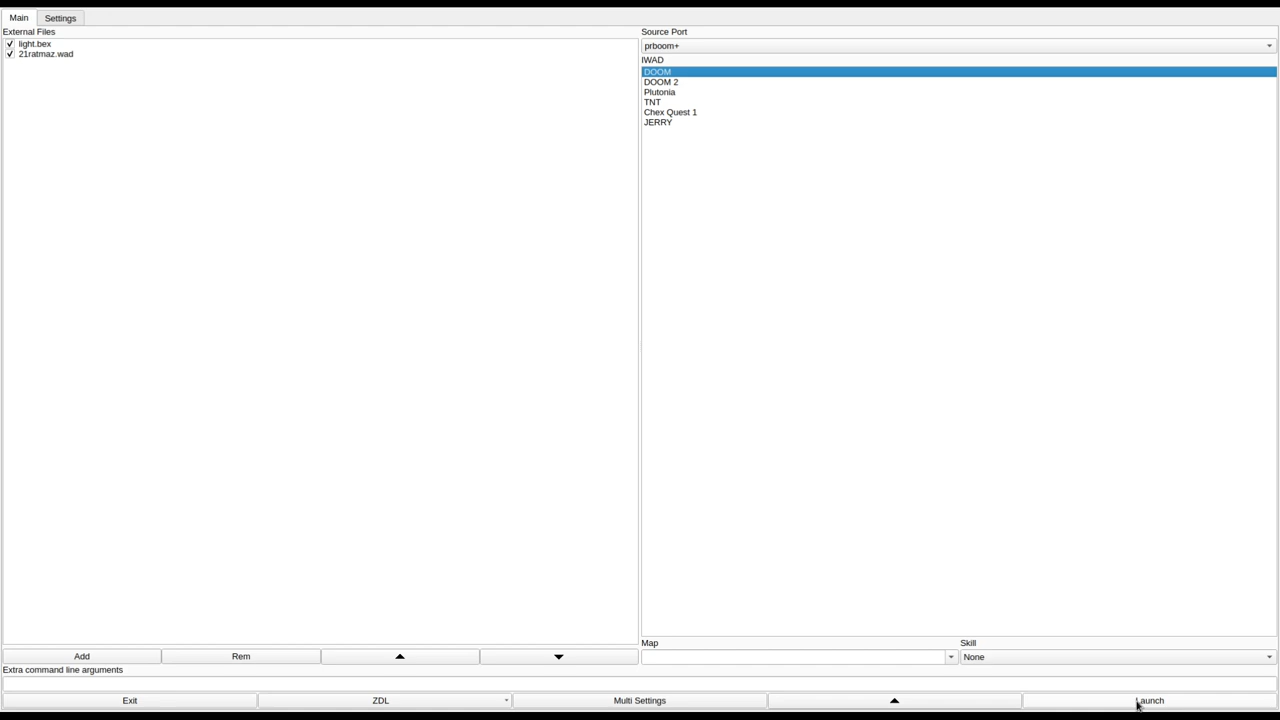 Main
Settings
External Files
light.bex
21ratmaz.wad
Source Port
prboom+
IWAD
DOOM
DOOM 2
Plutonia
TNT
Chex Quest 1
JERRY
Map
Skill
None
Add
Rem
Extra command line arguments
Exit
ZDL
Multi Settings
Launch